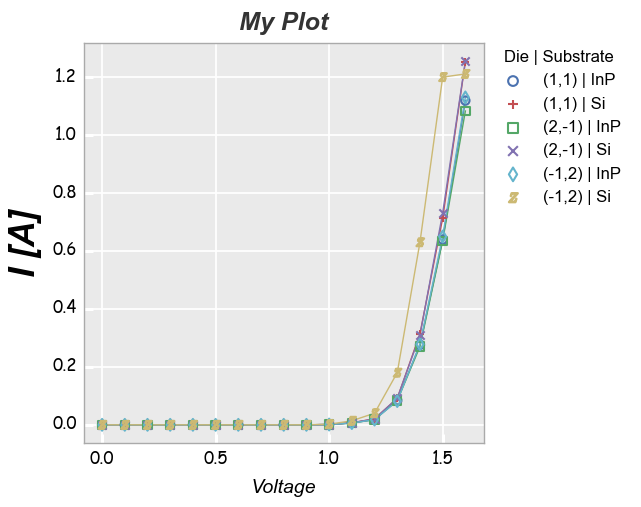 My Plot
I [A]
1.2
1.0
0.8
0.6
0.4
0.2
0.0
0.0 0.5 1.0 1.5
Voltage
Die | Substrate
(1,1) | InP
(1,1) | Si
(2,-1) | InP
(2,-1) | Si
(-1,2) | InP
(-1,2) | Si